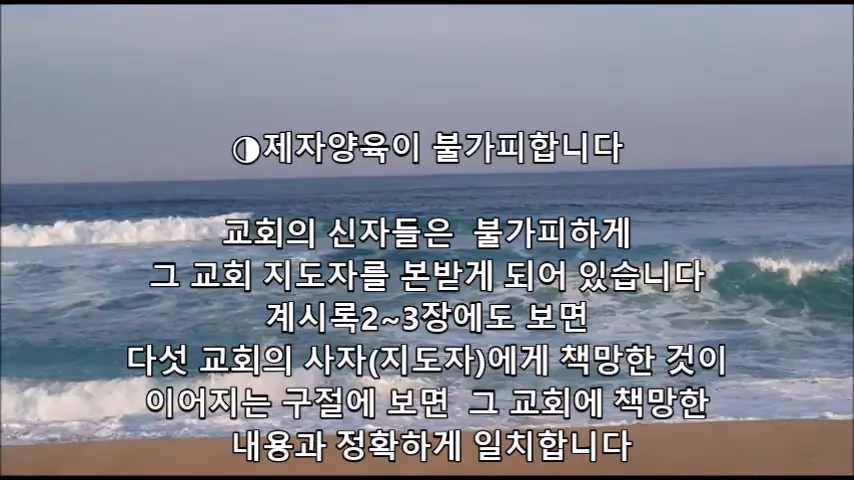 ◑제자양육이 불가피합니다
교회의 신자들은 불가피하게
그 교회 지도자를 본받게 되어 있습니다
계시록2~3장에도 보면
다섯 교회의 사자(지도자)에게 책망한 것이
이어지는 구절에 보면 그 교회에 책망한
내용과 정확하게 일치합니다